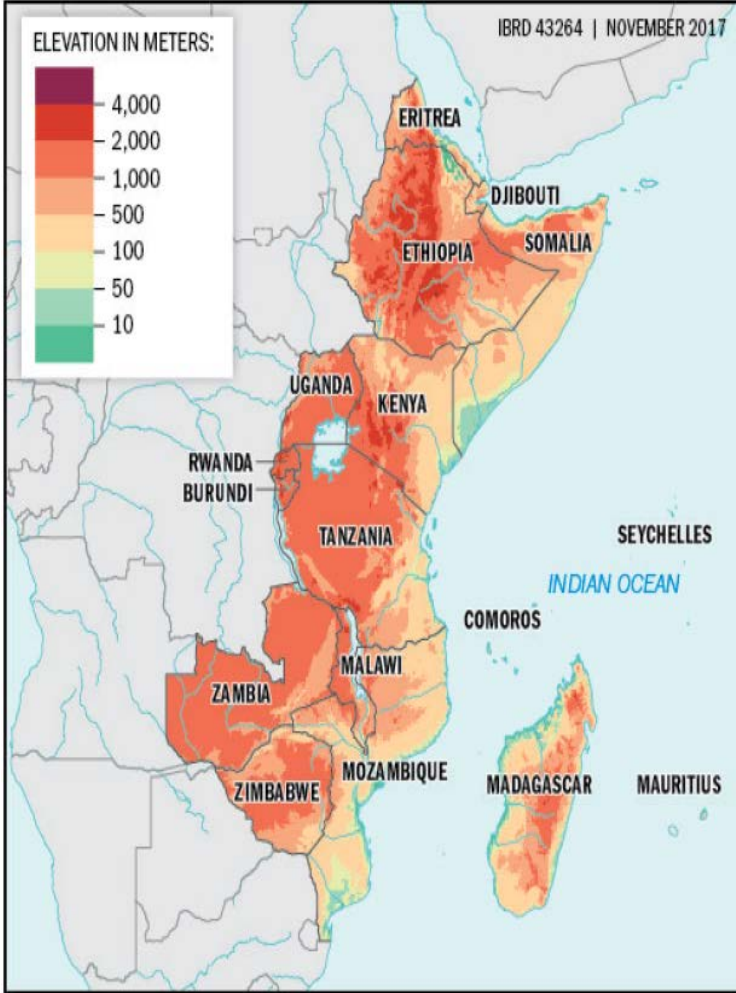 IBRD 43264 | NOVEMBER 2017
ELEVATION IN METERS:
4,000
2,000
1,000
500
100
50
10
ERITREA
DJIBOUTI
SOMALIA
ETHIOPIA
UGANDA
KENYA
RWANDA
BURUNDI
TANZANIA
SEYCHELLES
INDIAN OCEAN
COMOROS
MALAWI
ZAMBIA
MOZAMBIQUE
ZIMBABWE
MADAGASCAR
MAURITIUS